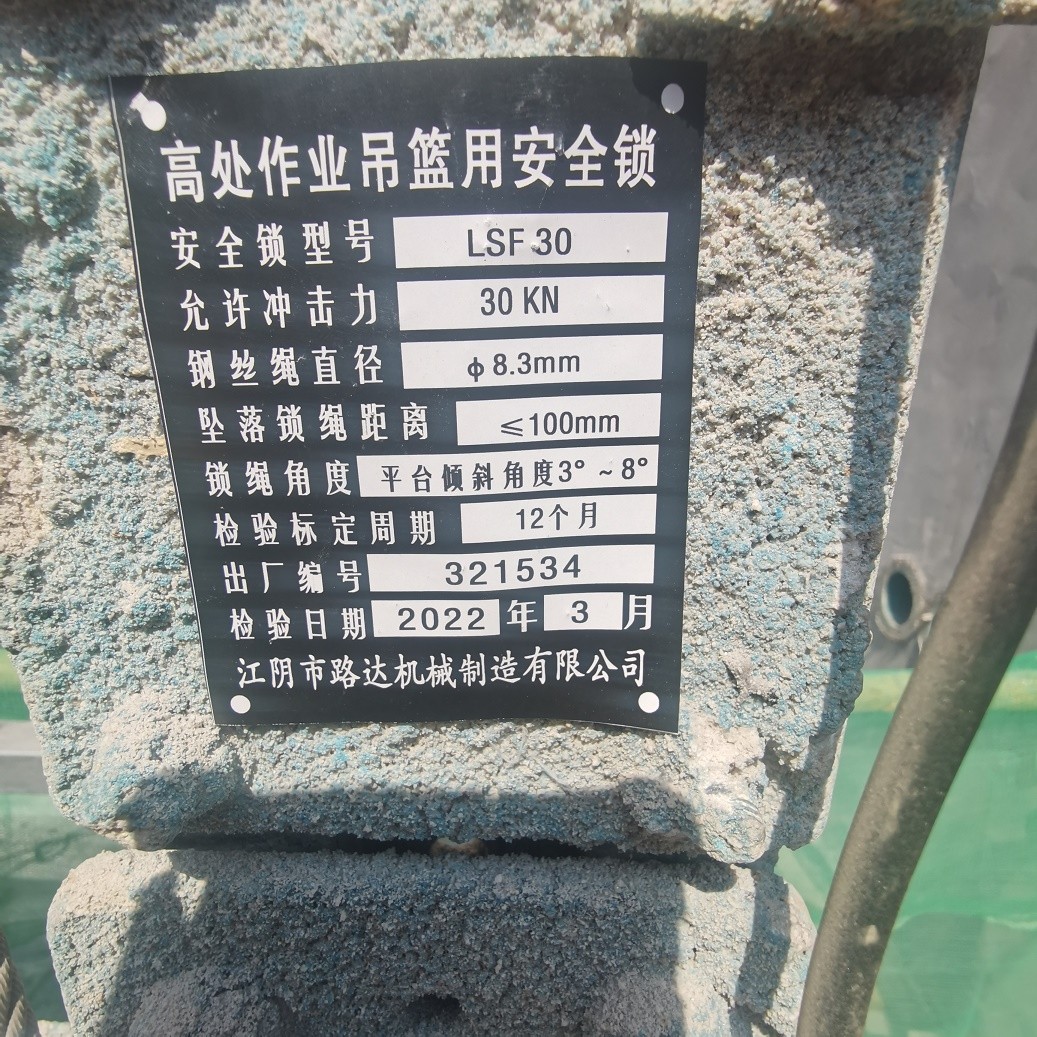 高处作业吊篮用安全锁
安全锁型号 LSF 30
允许冲击力 30 KN
钢丝绳直径 ф8.3mm
坠落锁绳距离 ≤100mm
锁绳角度 平台倾斜角度3°~8°
检验标定周期 12个月
出厂编号 321534
检验日期 2022 年 3 月
江阴市路达机械制造有限公司